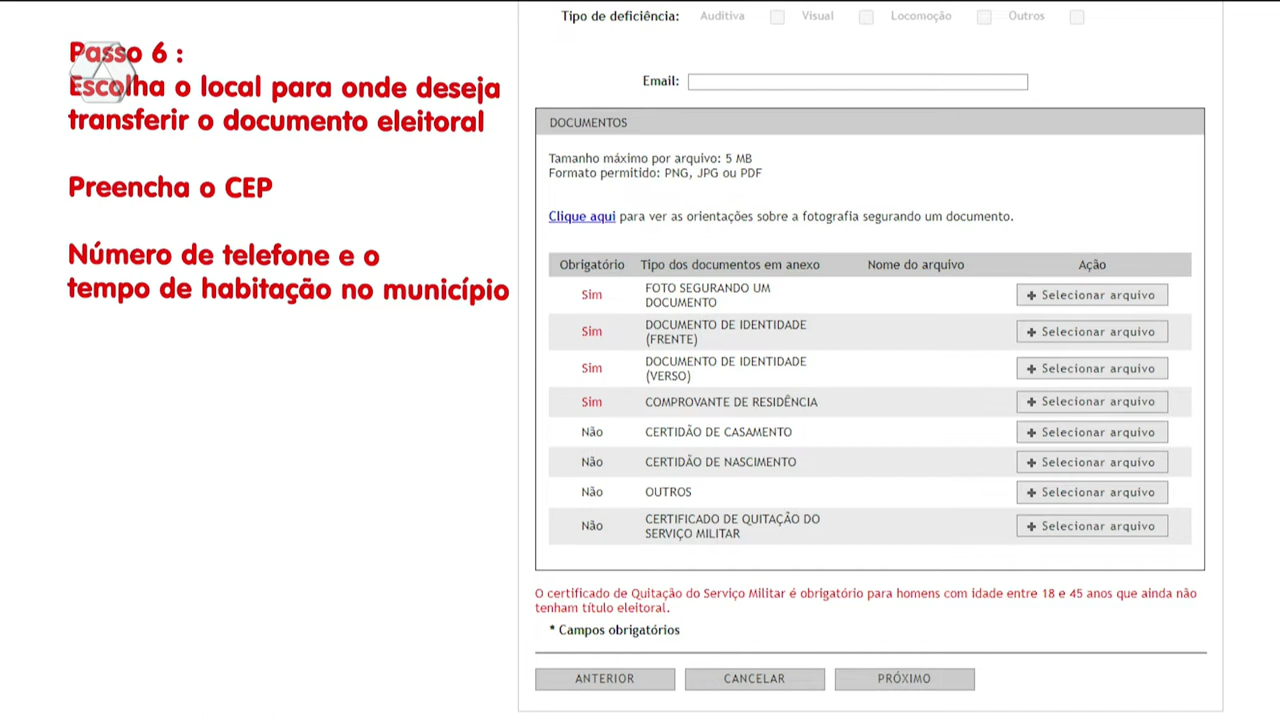 Passo 6 :
Escolha o local para onde deseja
transferir o documento eleitoral
Preencha o CEP
Número de telefone e o
tempo de habitação no município
Tipo de deficiência: Auditiva Visual Locomoção Outros
Email:
DOCUMENTOS
Tamanho máximo por arquivo: 5 MB
Formato permitido: PNG, JPG ou PDF
Clique aqui para ver as orientações sobre a fotografia segurando um documento.
Obrigatório Tipo dos documentos em anexo Nome do arquivo Ação
Sim FOTO SEGURANDO UM
DOCUMENTO + Selecionar arquivo
Sim DOCUMENTO DE IDENTIDADE
(FRENTE) + Selecionar arquivo
Sim DOCUMENTO DE IDENTIDADE
(VERSO) + Selecionar arquivo
Sim COMPROVANTE DE RESIDÊNCIA + Selecionar arquivo
Não CERTIDÃO DE CASAMENTO + Selecionar arquivo
Não CERTIDÃO DE NASCIMENTO + Selecionar arquivo
Não OUTROS + Selecionar arquivo
Não CERTIFICADO DE QUITAÇÃO DO
SERVIÇO MILITAR + Selecionar arquivo
O certificado de Quitação do Serviço Militar é obrigatório para homens com idade entre 18 e 45 anos que ainda não
tenham título eleitoral.
* Campos obrigatórios
ANTERIOR CANCELAR PRÓXIMO